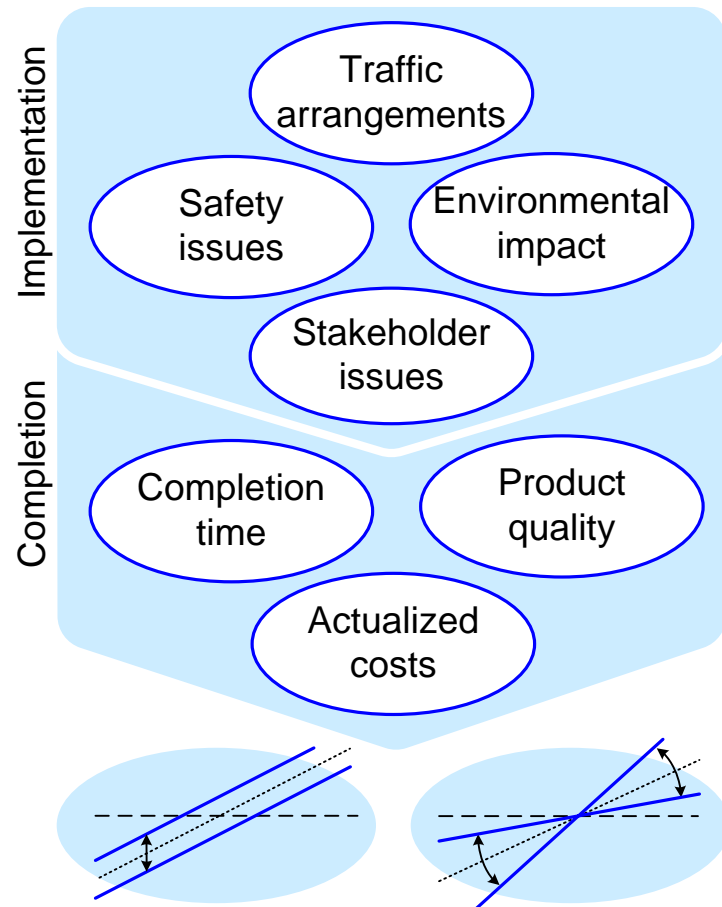 Implementation
Traffic
arrangements
Safety
issues
Environmental
impact
Stakeholder
issues
Completion
Completion
time
Product
quality
Actualized
costs